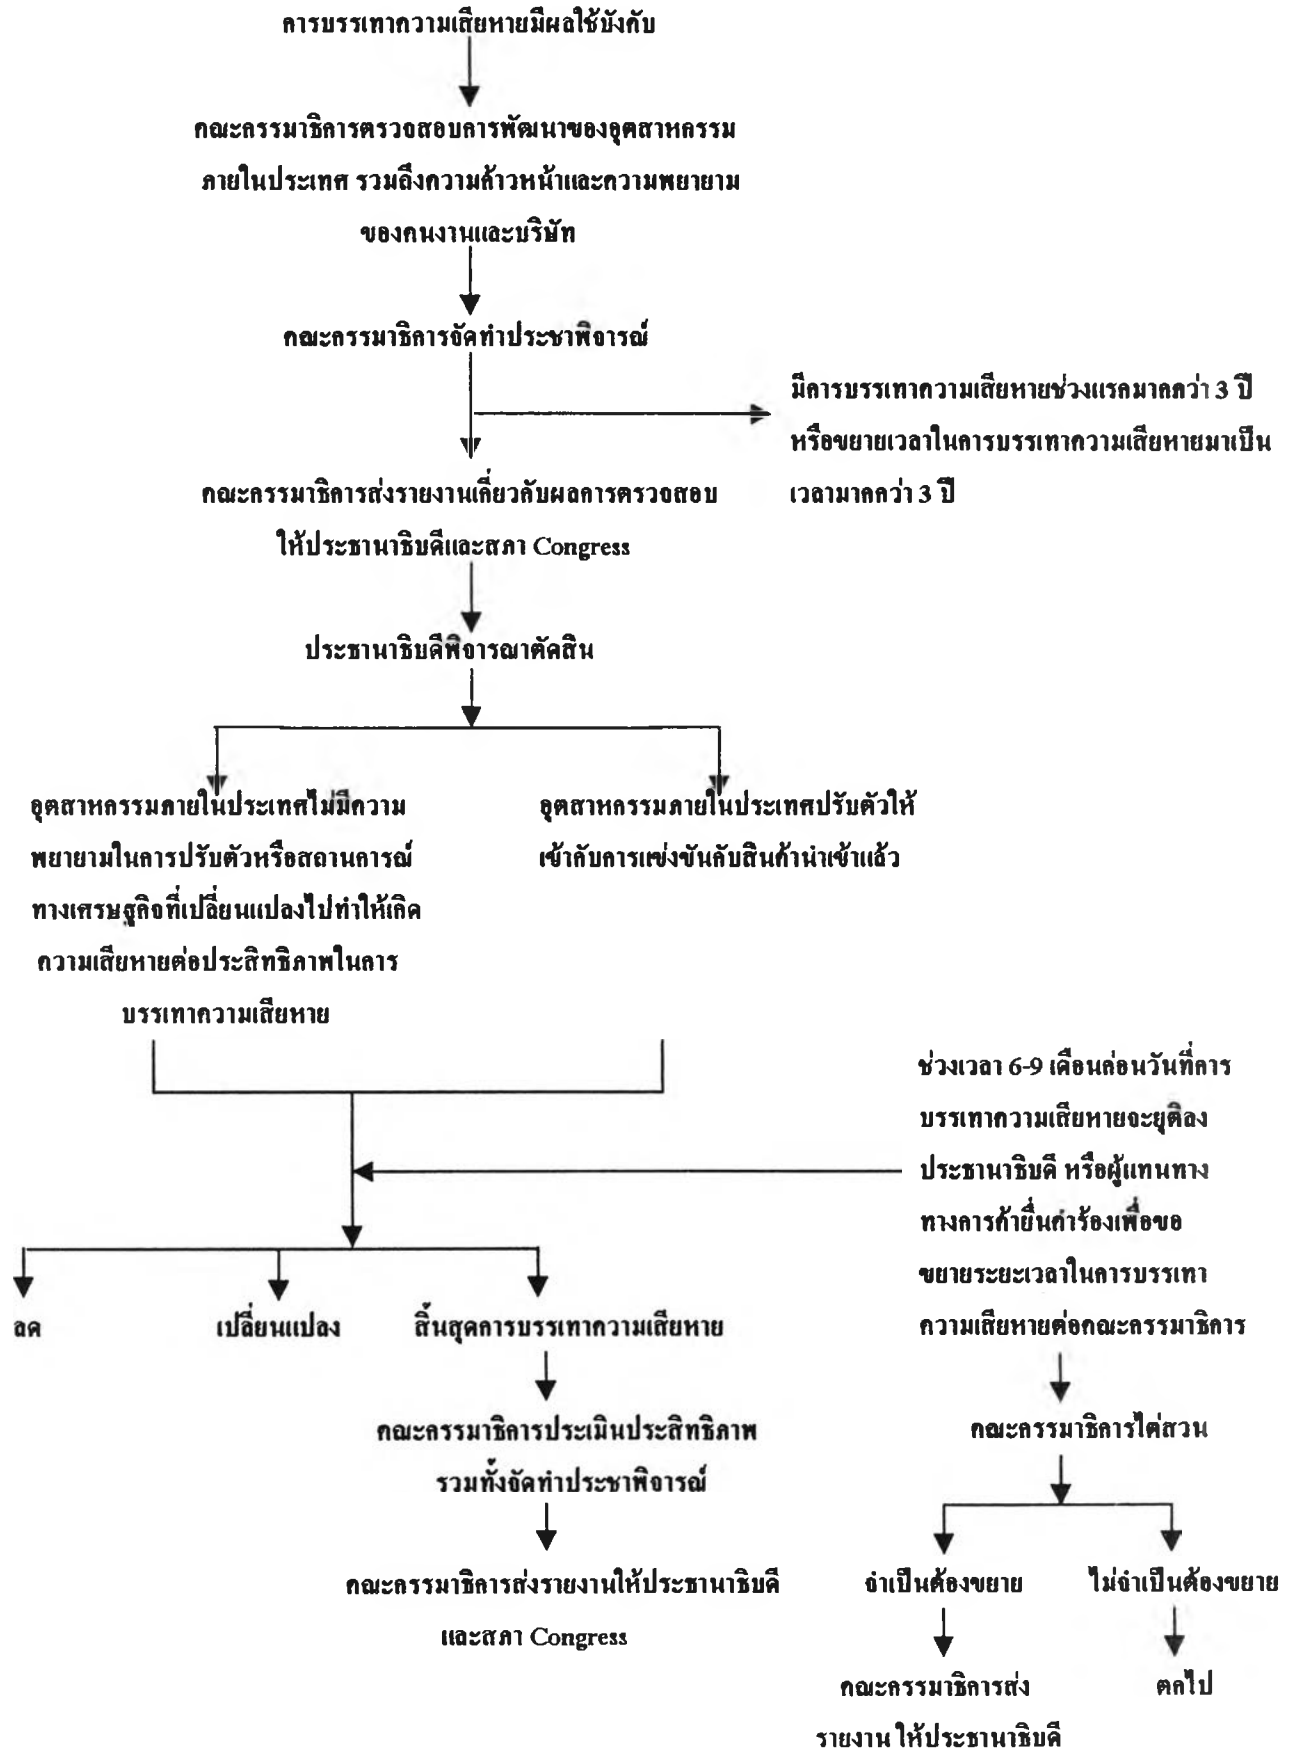 การบรรเทาความเสียหายมีผลใช้บังคับ
คณะกรรมาธิการตรวจสอบการพัฒนาของอุตสาหกรรม
ภายในประเทศ รวมถึงความก้าวหน้าและความพยายาม
ของคนงานและบริษัท
คณะกรรมาธิการจัดทำประชาพิจารณ์
มีการบรรเทาความเสียหายช่วงแรกมากกว่า 3 ปี
หรือขยายเวลาในการบรรเทาความเสียหายมาเป็น
เวลามากกว่า 3 ปี
คณะกรรมาธิการส่งรายงานเกี่ยวกับผลการตรวจสอบ
ให้ประธานาธิบดีและสภา Congress
ประธานาธิบดีพิจารณาตัดสิน
อุตสาหกรรมภายในประเทศไม่มีความ
พยายามในการปรับตัวหรือสถานการณ์
ทางเศรษฐกิจที่เปลี่ยนแปลงไปทำให้เกิด
ความเสียหายต่อประสิทธิภาพในการ
บรรเทาความเสียหาย
อุตสาหกรรมภายในประเทศปรับตัวให้
เข้ากับการแข่งขันกับสินค้านำเข้าแล้ว
ช่วงเวลา 6-9 เดือนก่อนวันที่การ
บรรเทาความเสียหายจะยุติลง
ประธานาธิบดี หรือผู้แทนทาง
ทางการค้ายื่นคำร้องเพื่อขอ
ขยายระยะเวลาในการบรรเทา
ความเสียหายต่อคณะกรรมาธิการ
ลด
เปลี่ยนแปลง
สิ้นสุดการบรรเทาความเสียหาย
คณะกรรมาธิการประเมินประสิทธิภาพ
รวมทั้งจัดทำประชาพิจารณ์
คณะกรรมาธิการส่งรายงานให้ประธานาธิบดี
และสภา Congress
คณะกรรมาธิการไต่สวน
จำเป็นต้องขยาย
ไม่จำเป็นต้องขยาย
คณะกรรมาธิการส่ง
รายงาน ให้ประธานาธิบดี
ตกไป